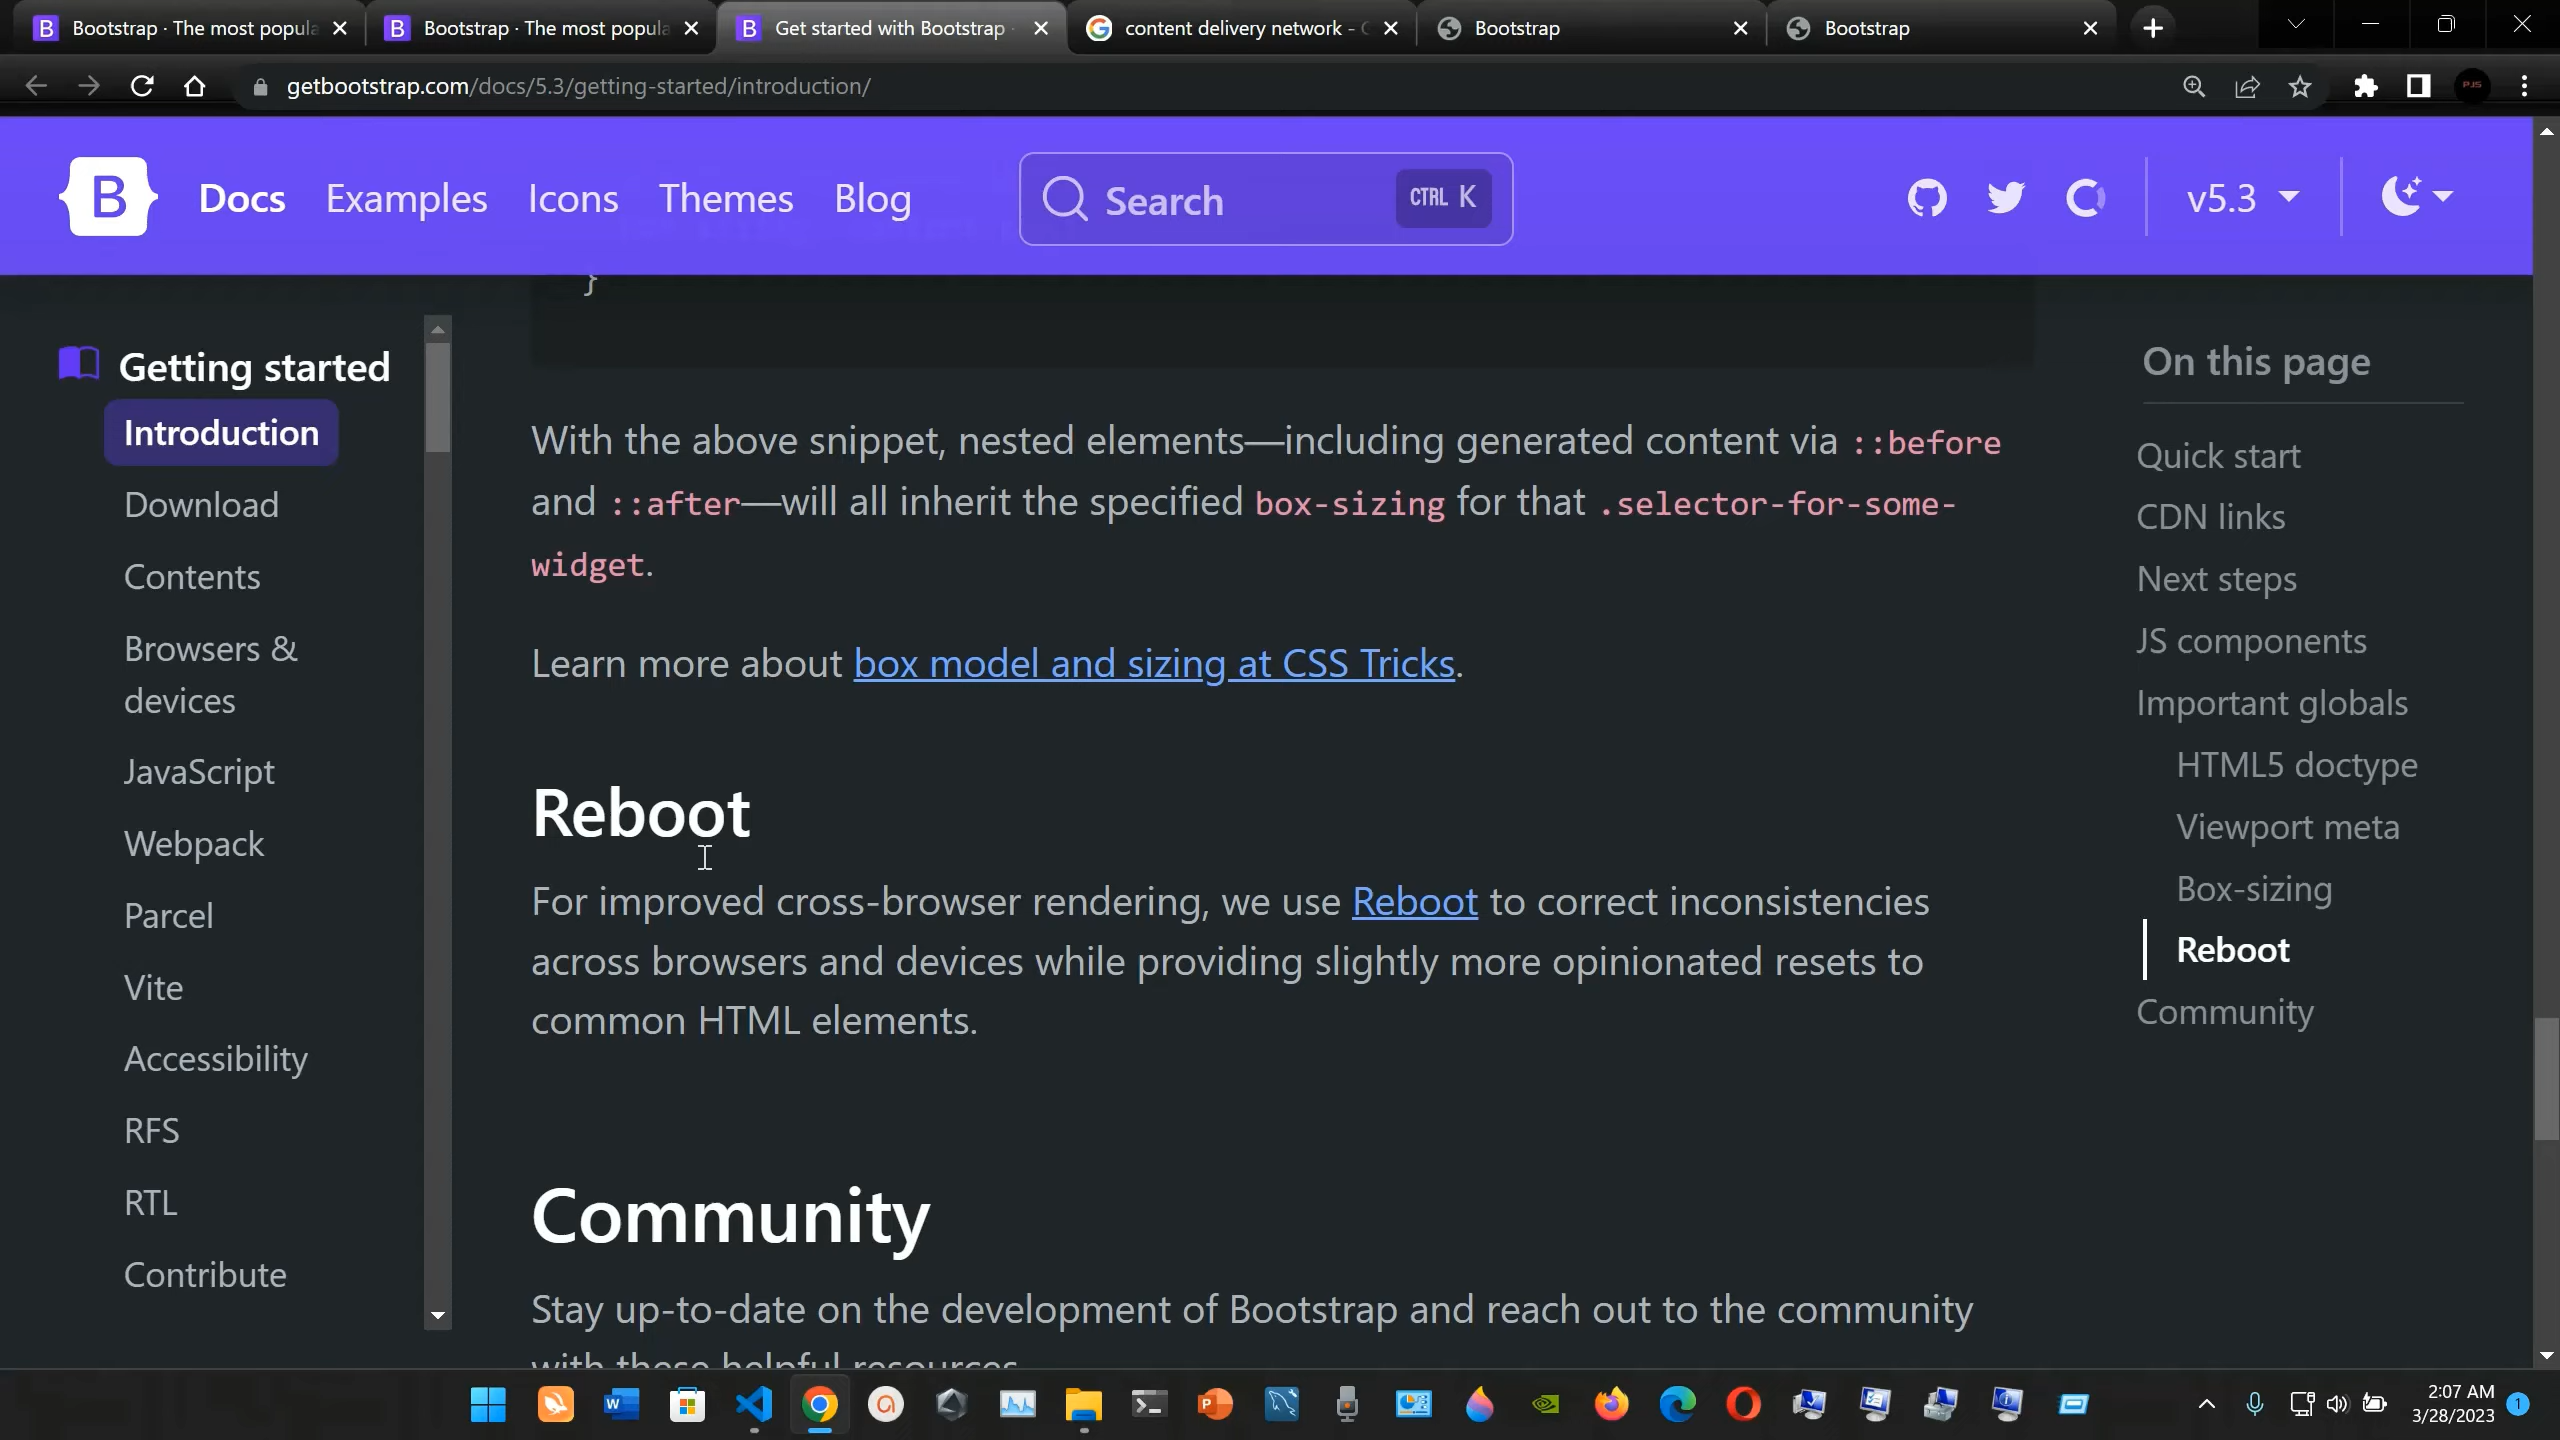 Bootstrap · The most popula
Bootstrap · The most popula
Get started with Bootstrap
content delivery network -
Bootstrap
Bootstrap
getbootstrap.com/docs/5.3/getting-started/introduction/
PJS
B
Docs
Examples
Icons
Themes
Blog
Search
CTRL K
v5.3
}
Getting started
Introduction
Download
Contents
Browsers &
devices
JavaScript
Webpack
Parcel
Vite
Accessibility
RFS
RTL
Contribute
With the above snippet, nested elements—including generated content via ::before
and ::after—will all inherit the specified box-sizing for that .selector-for-some-
widget.
Learn more about box model and sizing at CSS Tricks.
Reboot
For improved cross-browser rendering, we use Reboot to correct inconsistencies
across browsers and devices while providing slightly more opinionated resets to
common HTML elements.
Community
Stay up-to-date on the development of Bootstrap and reach out to the community
with these helpful resources
On this page
Quick start
CDN links
Next steps
JS components
Important globals
HTML5 doctype
Viewport meta
Box-sizing
Reboot
Community
2:07 AM
3/28/2023
1